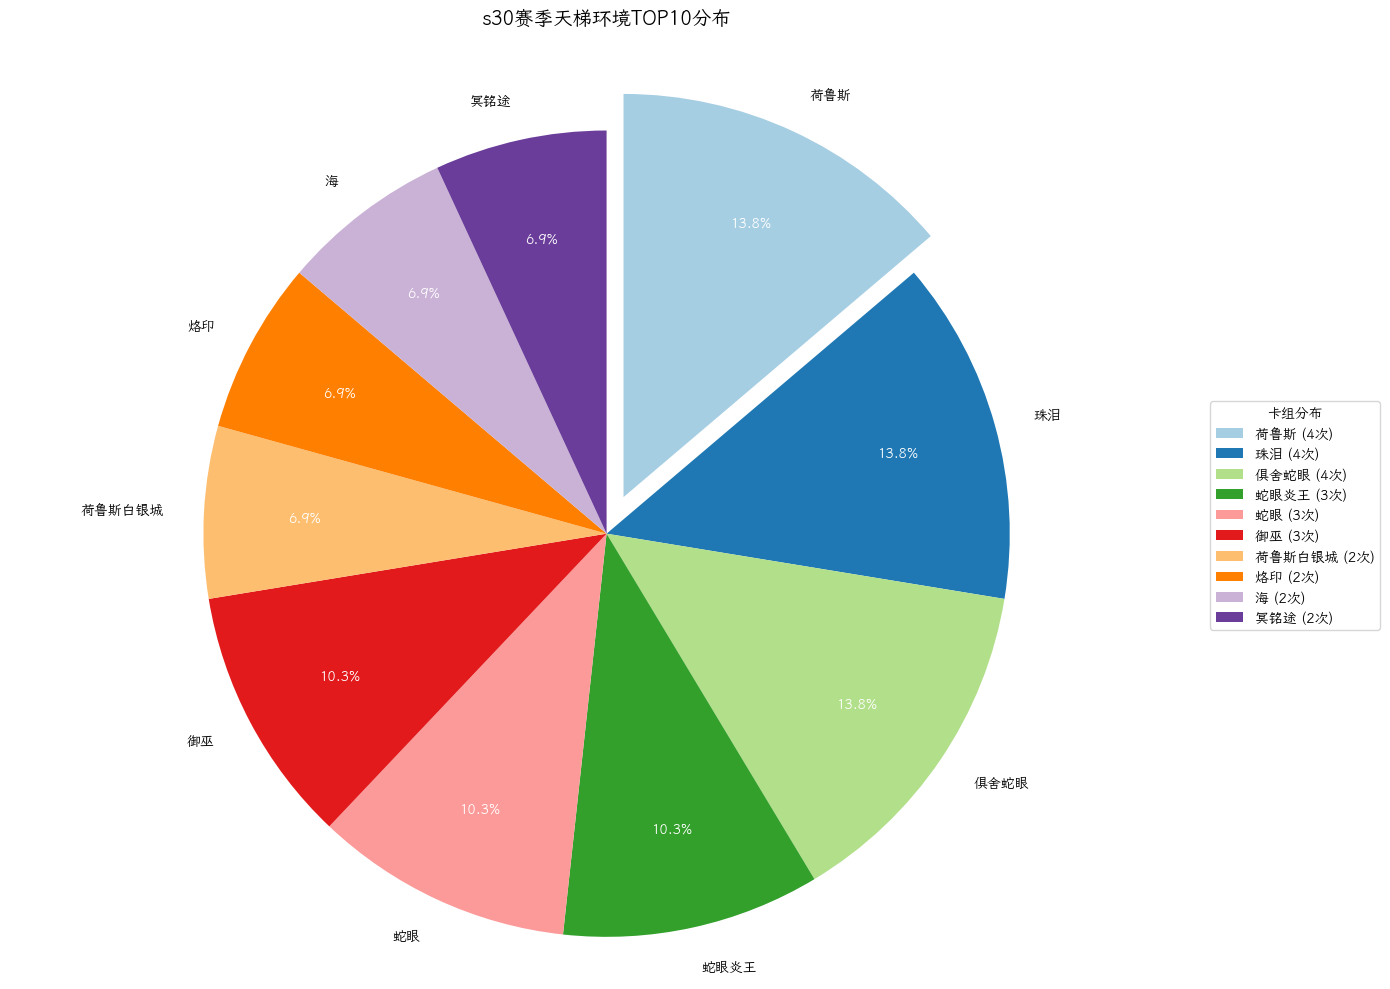 s30赛季天梯环境TOP10分布
荷鲁斯
冥铭途
海
13.8%
6.9%
6.9%
烙印
6.9%
珠泪
13.8%
荷鲁斯白银城
6.9%
13.8%
10.3%
御巫
俱舍蛇眼
10.3%
10.3%
蛇眼
蛇眼炎王
卡组分布
荷鲁斯 (4次)
珠泪 (4次)
俱舍蛇眼 (4次)
蛇眼炎王 (3次)
蛇眼 (3次)
御巫 (3次)
荷鲁斯白银城 (2次)
烙印 (2次)
海 (2次)
冥铭途 (2次)